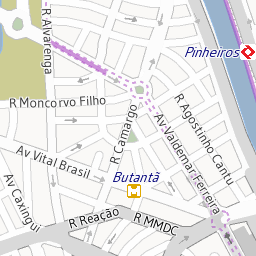 R Alvarenga
Pinheiros
R Moncorvo Filho
R Camargo
Av Valdemar Ferreira
R Agostinho Cantu
Av Vital Brasil
Butantã
Av Caxingui
R Reação
R MMDC